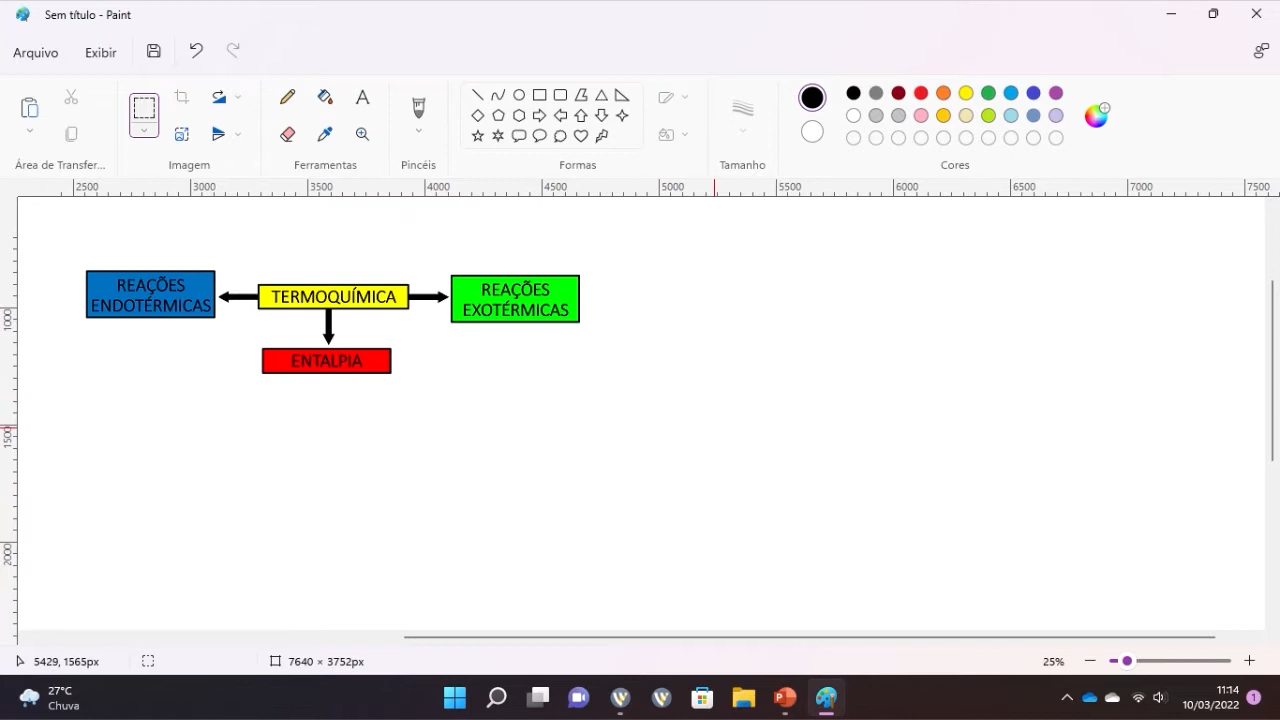 Sem título - Paint
Arquivo Exibir
Área de Transfer... Imagem Ferramentas Pincéis Formas Tamanho Cores
2500 3000 3500 4000 4500 5000 5500 6000 6500 7000 7500
REAÇÕES
ENDOTÉRMICAS
TERMOQUÍMICA
REAÇÕES
EXOTÉRMICAS
ENTALPIA
1000
1500
2000
5429, 1565px 7640 × 3752px 25%
27°C
Chuva
11:14
10/03/2022
1